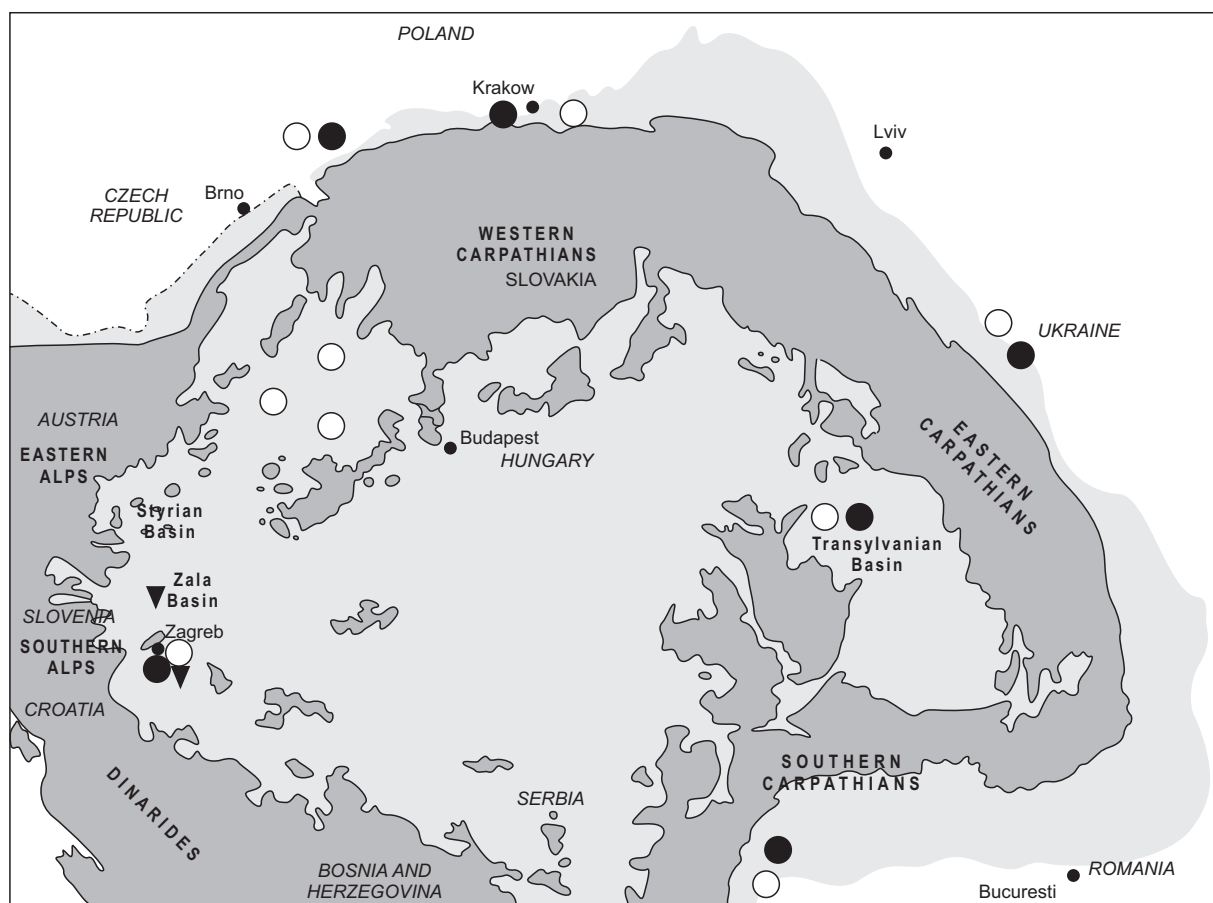 POLAND
Krakow
Lviv
CZECH
REPUBLIC
Brno
WESTERN
CARPATHIANS
SLOVAKIA
UKRAINE
AUSTRIA
EASTERN
ALPS
Budapest
HUNGARY
EASTERN
CARPATHIANS
Styrian
Basin
Transylvanian
Basin
Zala
Basin
SLOVENIA
Zagreb
SOUTHERN
ALPS
CROATIA
DINARIDES
SOUTHERN
CARPATHIANS
SERBIA
BOSNIA AND
HERZEGOVINA
ROMANIA
Bucuresti